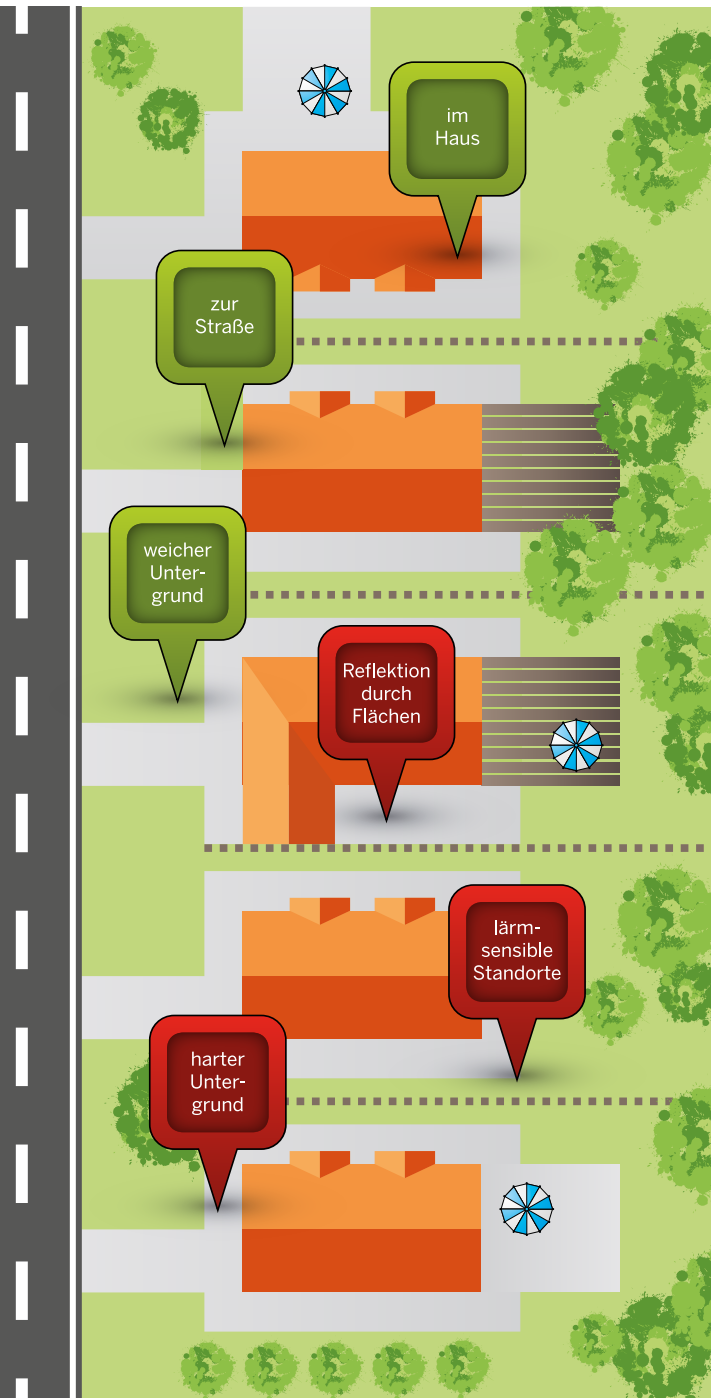 im
Haus
zur
Straße
weicher
Unter-
grund
Reflektion
durch
Flächen
lärm-
sensible
Standorte
harter
Unter-
grund